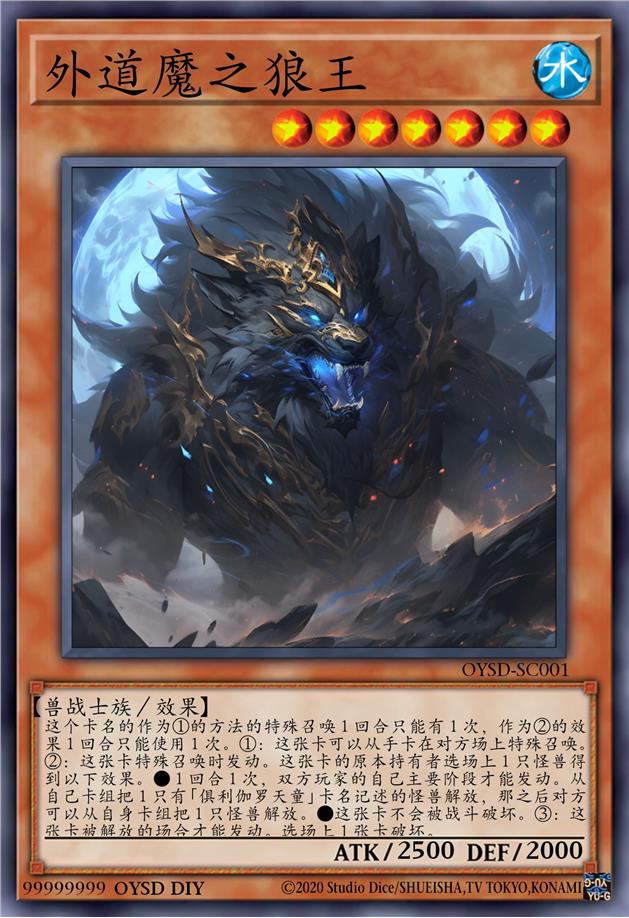 外道魔之狼王
水
OYSD-SC001
【兽战士族／效果】
这个卡名的作为①的方法的特殊召唤1回合只能有1次，作为②的效
果1回合只能使用1次。①：这张卡可以从手卡在对方场上特殊召唤。
②：这张卡特殊召唤时发动。这张卡的原本持有者选场上1只怪兽得
到以下效果。●1回合1次，双方玩家的自己主要阶段才能发动。从
自己卡组把1只有「俱利伽罗天童」卡名记述的怪兽解放，那之后对方
可以从自身卡组把1只怪兽解放。●这张卡不会被战斗破坏。③：这
张卡被解放的场合才能发动。选场上1张卡破坏。
ATK/2500 DEF/2000
99999999 OYSD DIY ©2020 Studio Dice/SHUEISHA,TV TOKYO,KONAMI